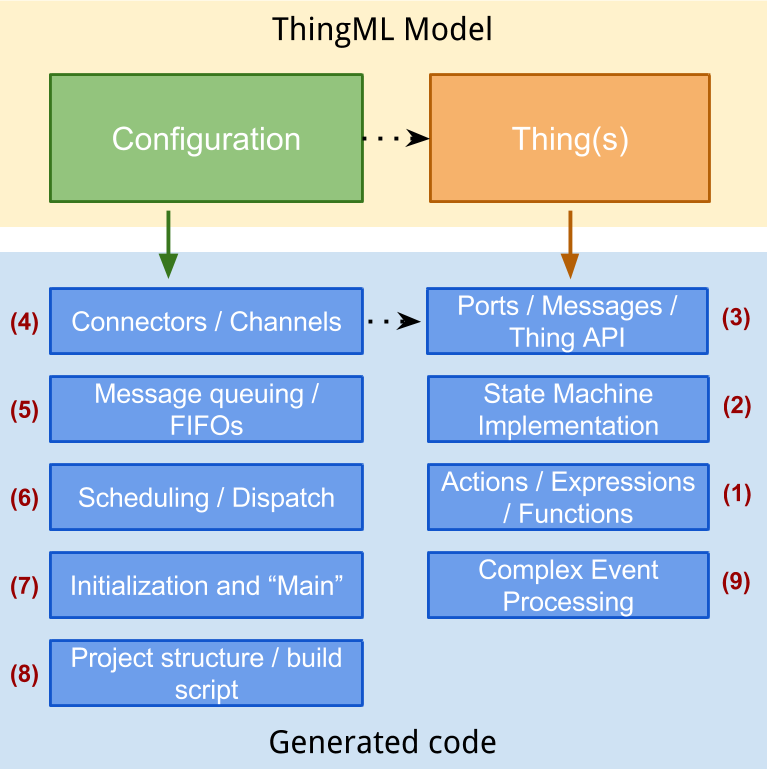 ThingML Model
Configuration
Thing(s)
(4)
Connectors / Channels
Ports / Messages /
Thing API
(3)
(5)
Message queuing /
FIFOs
State Machine
Implementation
(2)
(6)
Scheduling / Dispatch
Actions / Expressions
/ Functions
(1)
(7)
Initialization and “Main”
Complex Event
Processing
(9)
(8)
Project structure / build
script
Generated code